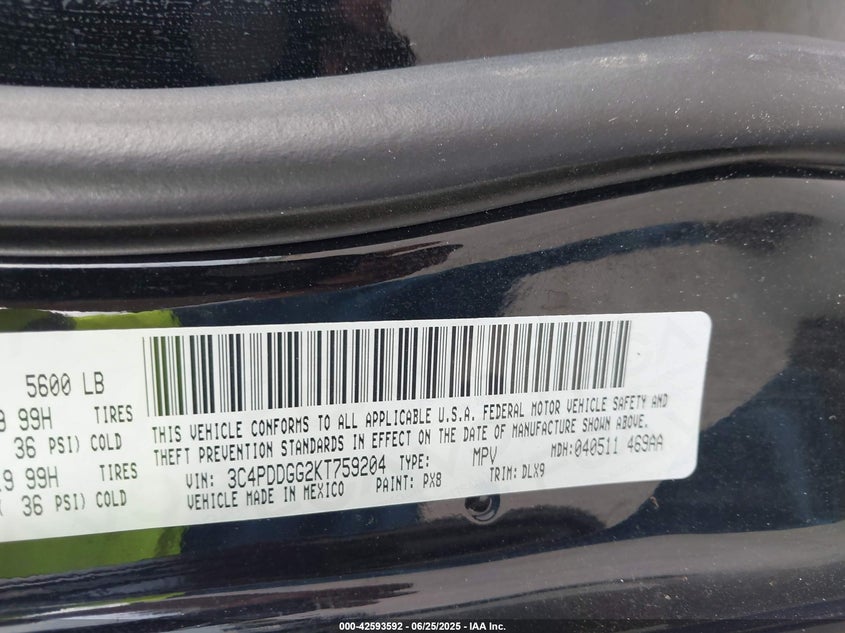 5600 LB
99H TIRES
36 PSI) COLD
99H TIRES
36 PSI) COLD
THIS VEHICLE CONFORMS TO ALL APPLICABLE U.S.A. FEDERAL MOTOR VEHICLE SAFETY AND
THEFT PREVENTION STANDARDS IN EFFECT ON THE DATE OF MANUFACTURE SHOWN ABOVE.
VIN: 3C4PDDGG2KT759204 TYPE: MPV MDH: 040511 469AA
VEHICLE MADE IN MEXICO PAINT: PX8 TRIM: DLX9
000-42593592 - 06/25/2025 - IAA Inc.